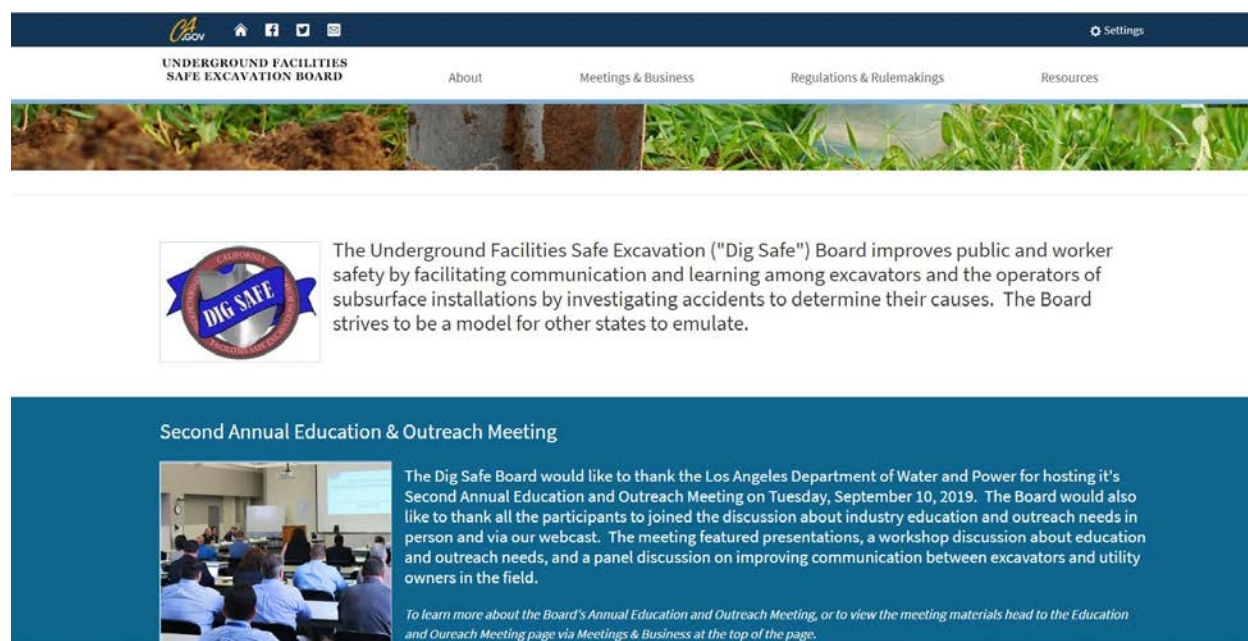 CA.GOV
Settings
UNDERGROUND FACILITIES
SAFE EXCAVATION BOARD
About
Meetings & Business
Regulations & Rulemakings
Resources
CALIFORNIA
DIG SAFE
The Underground Facilities Safe Excavation ("Dig Safe") Board improves public and worker
safety by facilitating communication and learning among excavators and the operators of
subsurface installations by investigating accidents to determine their causes. The Board
strives to be a model for other states to emulate.
Second Annual Education & Outreach Meeting
The Dig Safe Board would like to thank the Los Angeles Department of Water and Power for hosting it's
Second Annual Education and Outreach Meeting on Tuesday, September 10, 2019. The Board would also
like to thank all the participants to joined the discussion about industry education and outreach needs in
person and via our webcast. The meeting featured presentations, a workshop discussion about education
and outreach needs, and a panel discussion on improving communication between excavators and utility
owners in the field.
To learn more about the Board's Annual Education and Outreach Meeting, or to view the meeting materials head to the Education
and Oureach Meeting page via Meetings & Business at the top of the page.